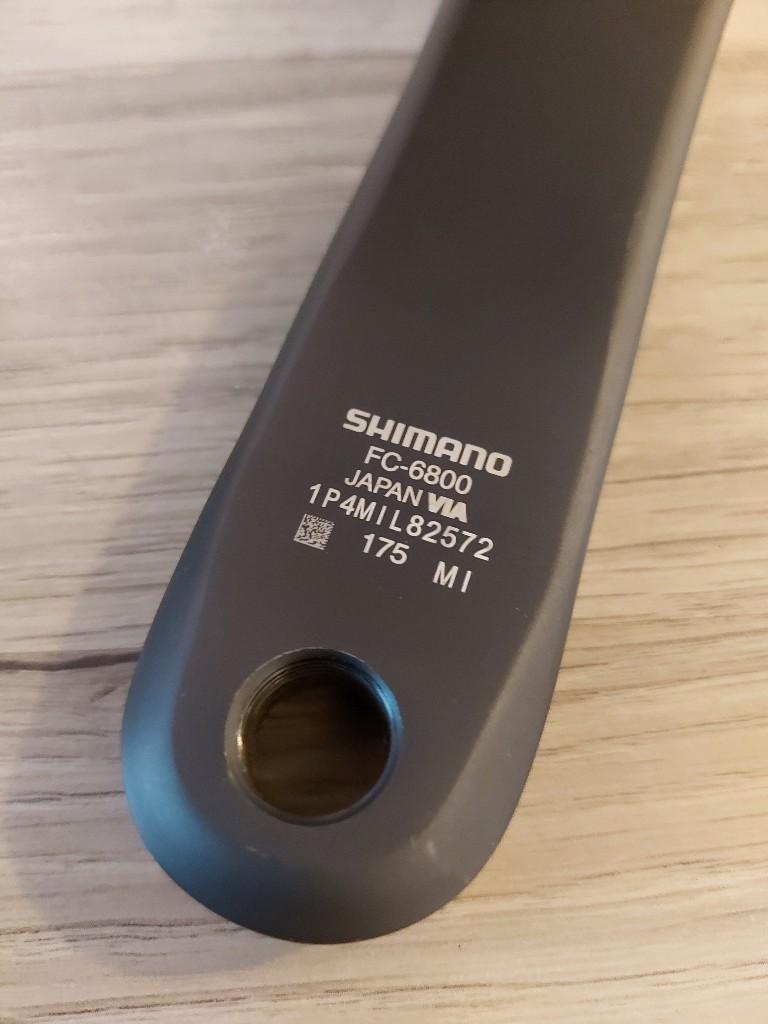 SHIMANO
FC-6800
JAPAN VIA
1P4MIL82572
175 MI